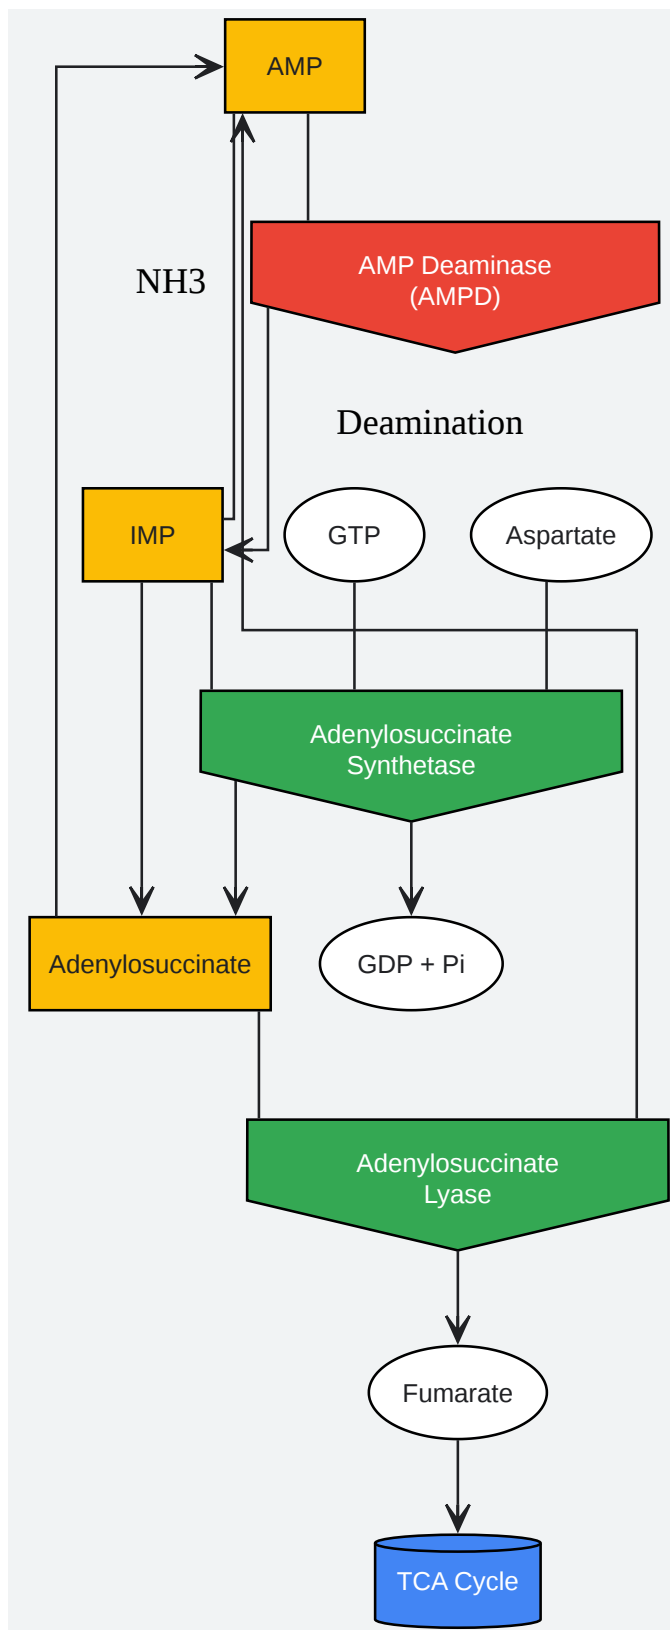 AMP
AMP Deaminase
(AMPD)
NH3
Deamination
IMP
GTP
Aspartate
Adenylosuccinate
Synthetase
Adenylosuccinate
GDP + Pi
Adenylosuccinate
Lyase
Fumarate
TCA Cycle